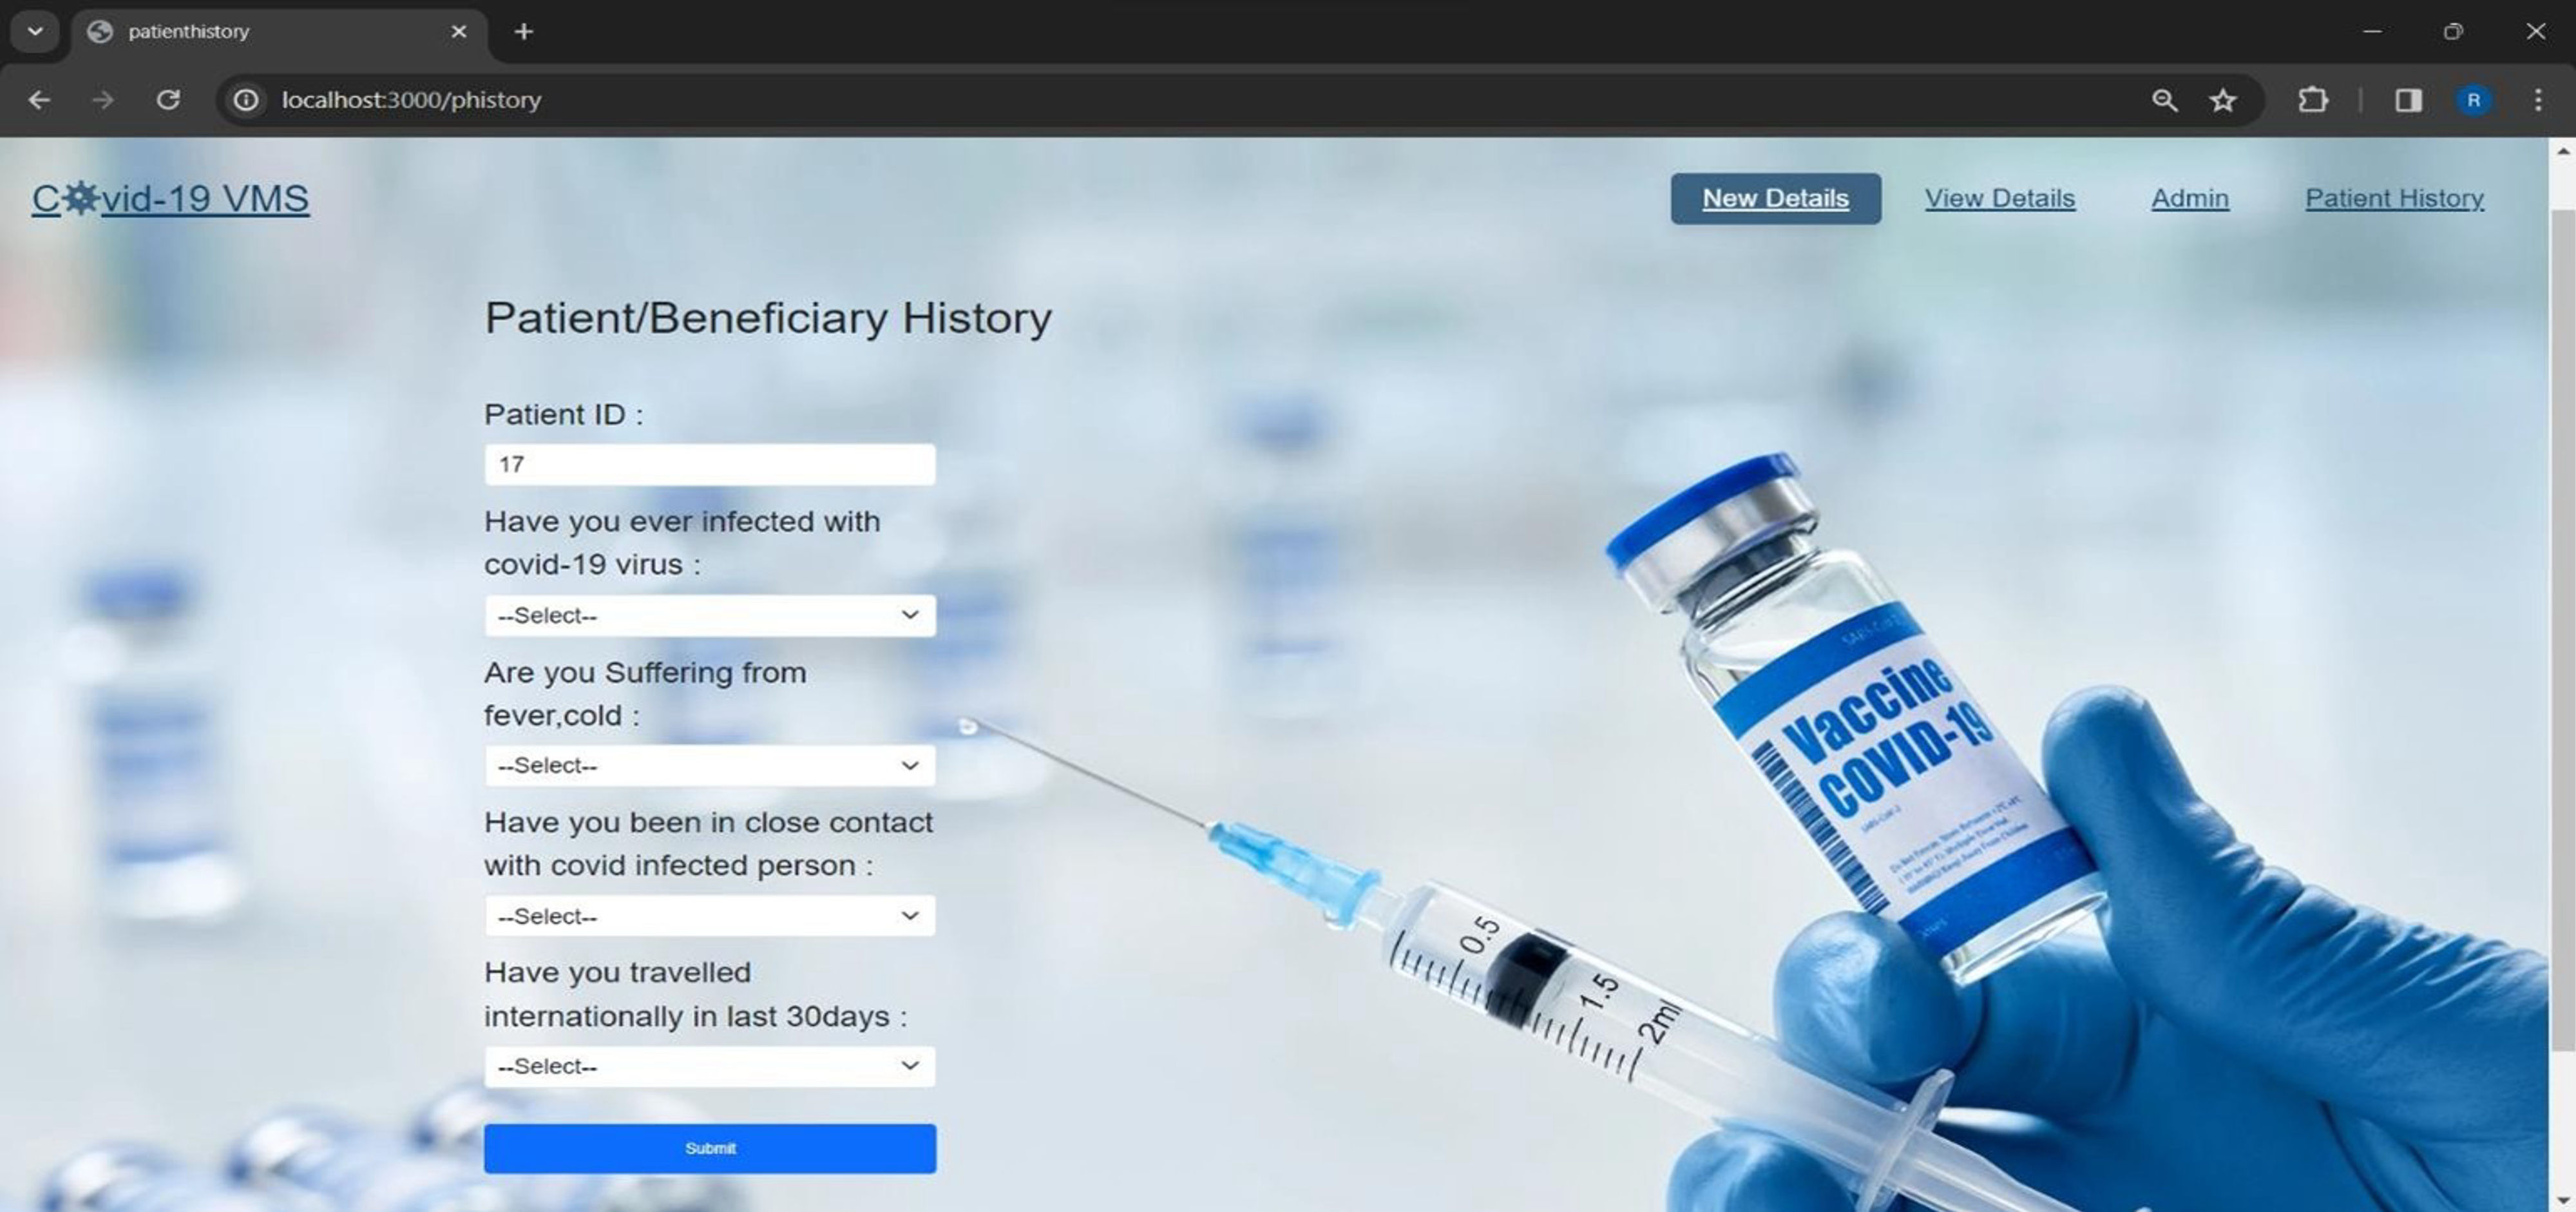 patienthistory
localhost:3000/phistory
R
C vid-19 VMS
New Details
View Details
Admin
Patient History
Patient/Beneficiary History
Patient ID :
17
Have you ever infected with
covid-19 virus :
--Select--
Are you Suffering from
fever,cold :
--Select--
Have you been in close contact
with covid infected person :
--Select--
Have you travelled
internationally in last 30days :
--Select--
Submit
Vaccine
COVID-19
0.5
1.5
2ml